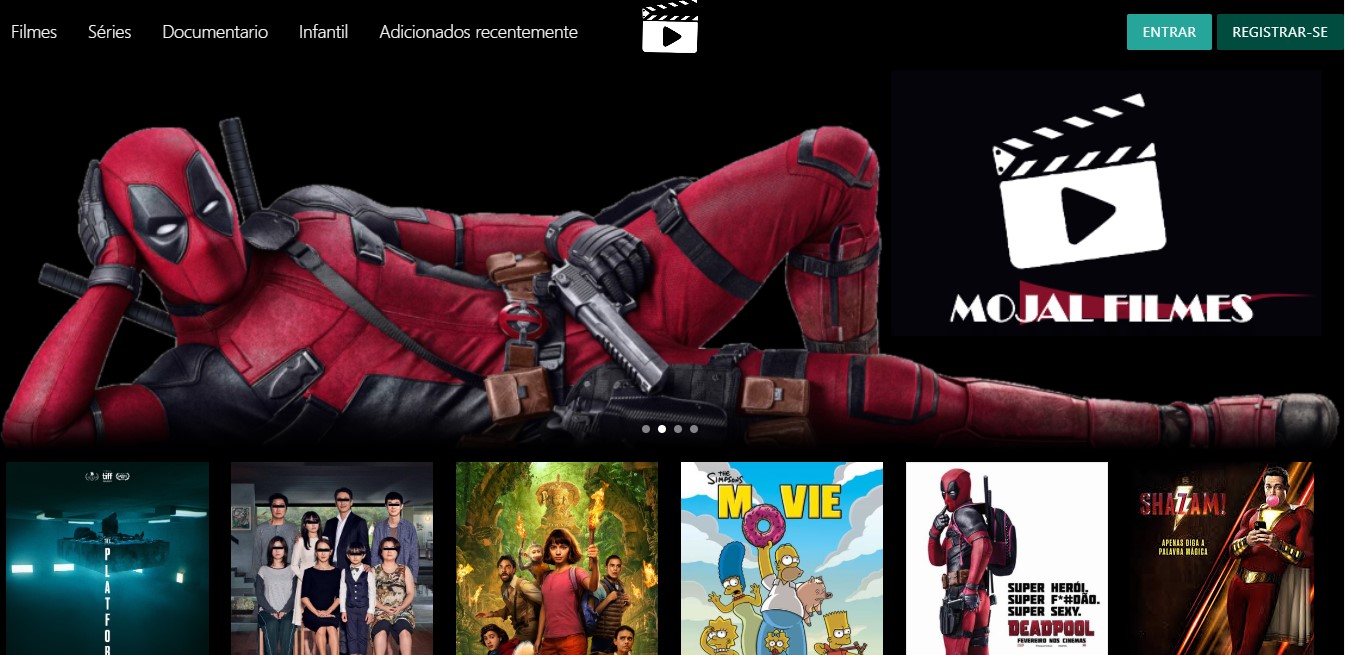 Filmes Séries Documentario Infantil Adicionados recentemente ENTRAR REGISTRAR-SE
MOJAL FILMES
tiff
THE
PLATFOR
THE
SIMPSONS
MOVIE
SUPER HERÓI.
SUPER F*#DÃO.
SUPER SEXY.
DEADPOOL
FEVEREIRO NOS CINEMAS
SHAZAM!
APENAS DIGA A
PALAVRA MÁGICA